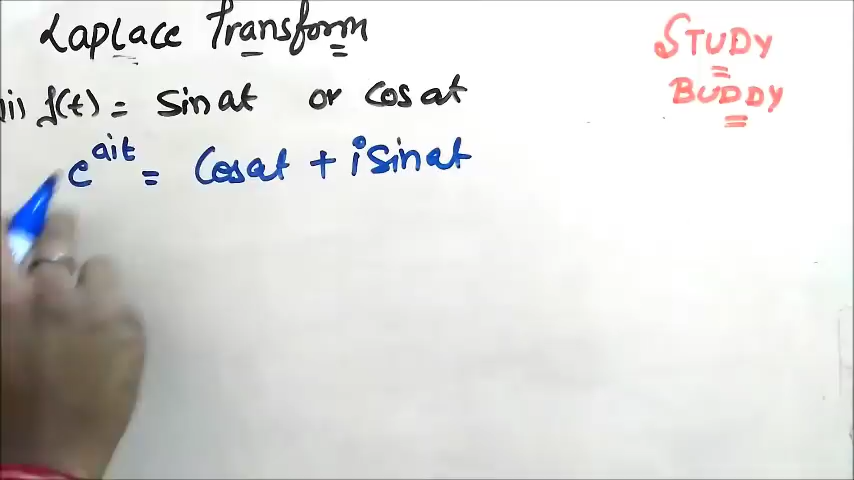 Laplace Transform
STUDY
BUDDY
ii) f(t) = Sin at or Cos at
e^ait = Cos at + i Sin at